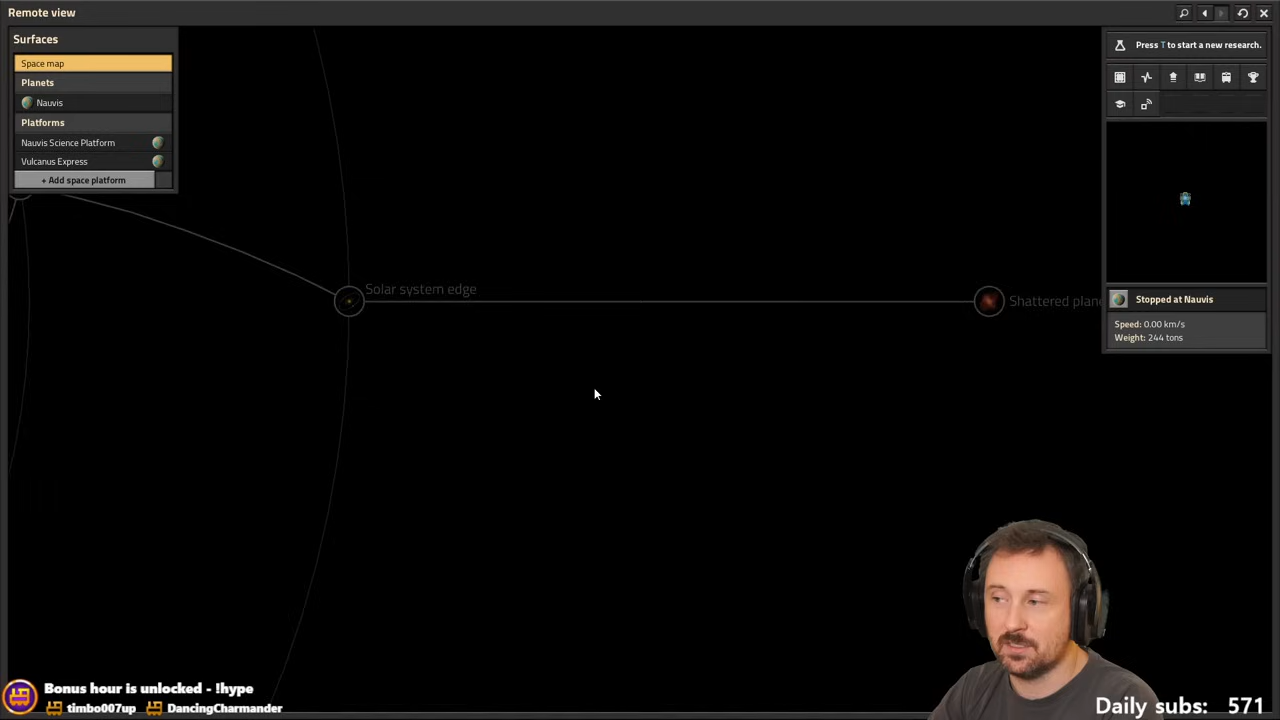 Remote view
Surfaces
Space map
Planets
Nauvis
Platforms
Nauvis Science Platform
Vulcanus Express
+ Add space platform
Solar system edge
Shattered plane
Press T to start a new research.
Stopped at Nauvis
Speed: 0.00 km/s
Weight: 244 tons
Bonus hour is unlocked - !hype
timbo007up DancingCharmander
Daily subs: 571